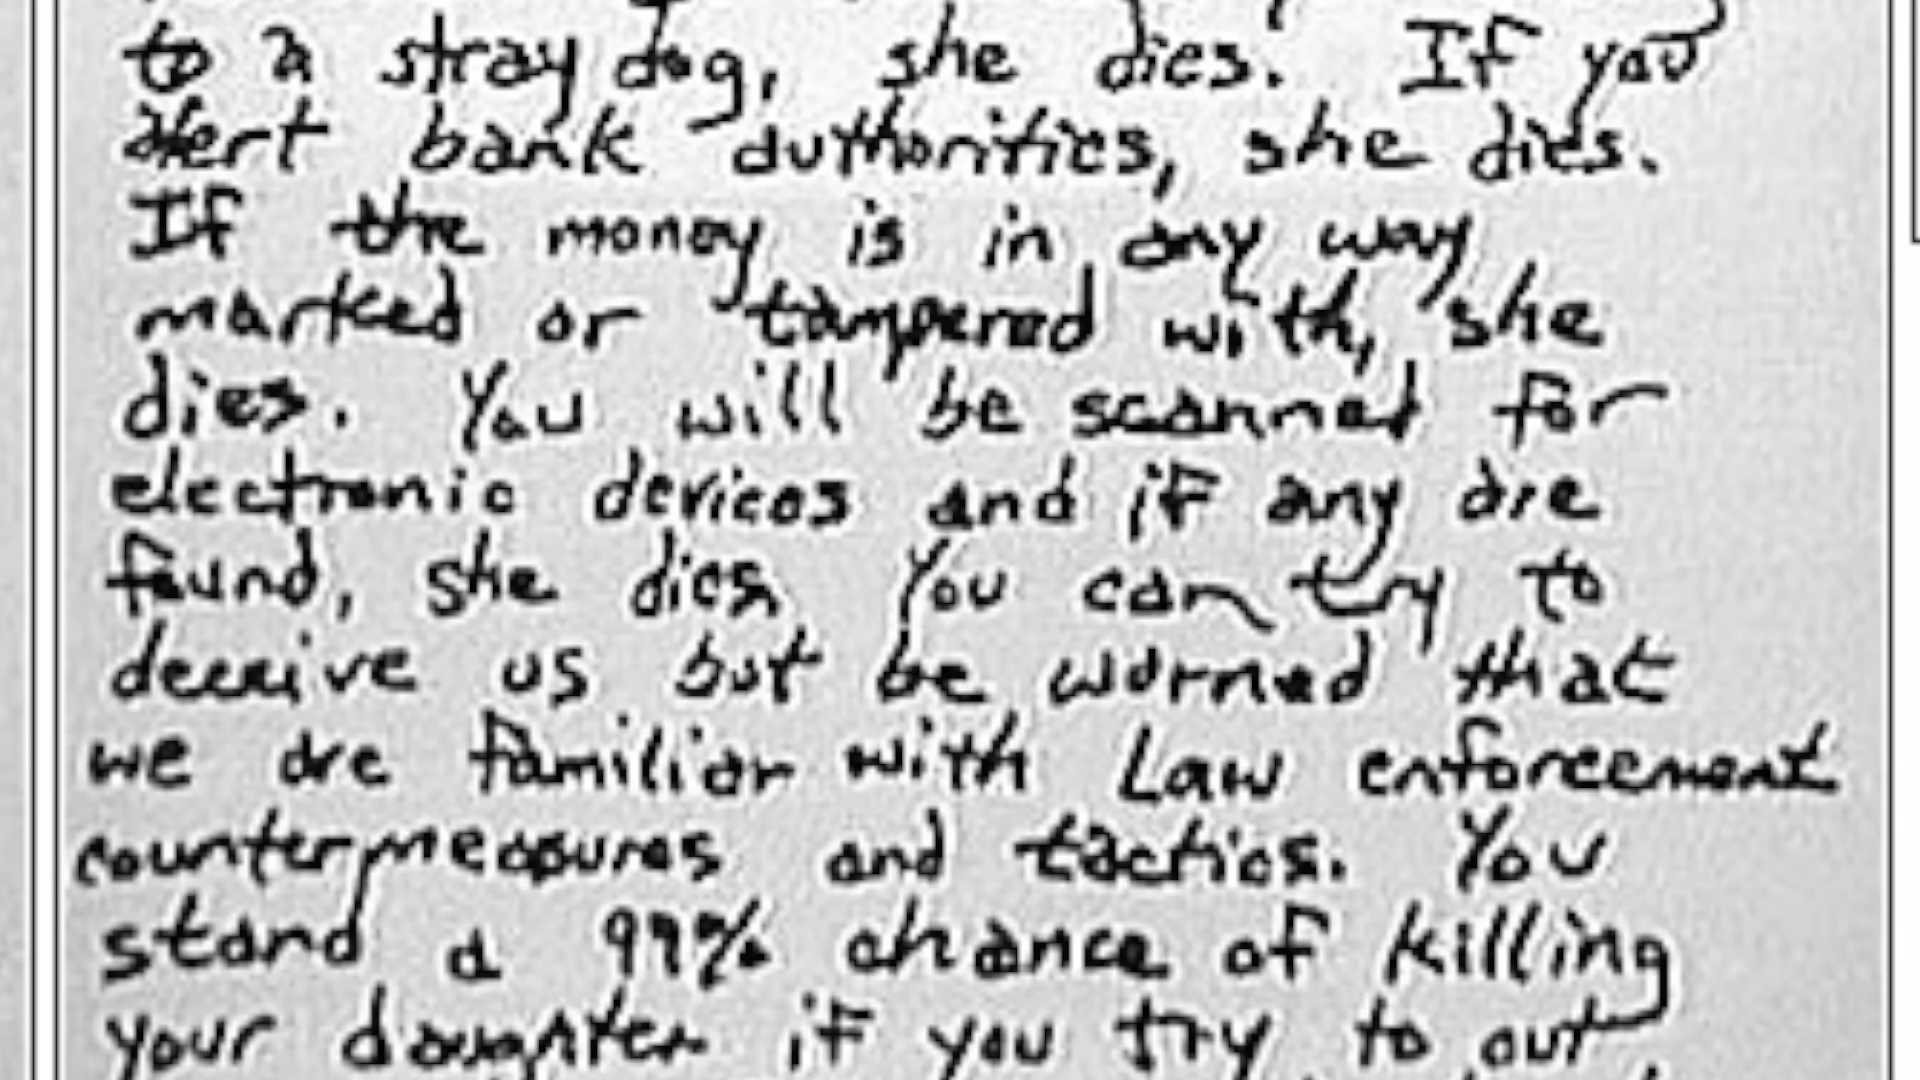 to a stray dog, she dies. If you
alert bank authorities, she dies.
If the money is in any way
marked or tampered with, she
dies. You will be scanned for
electronic devices and if any are
found, she dies. You can try to
deceive us but be warned that
we are familiar with Law enforcement
countermeasures and tactics. You
stand a 99% chance of killing
your daughter if you try to out